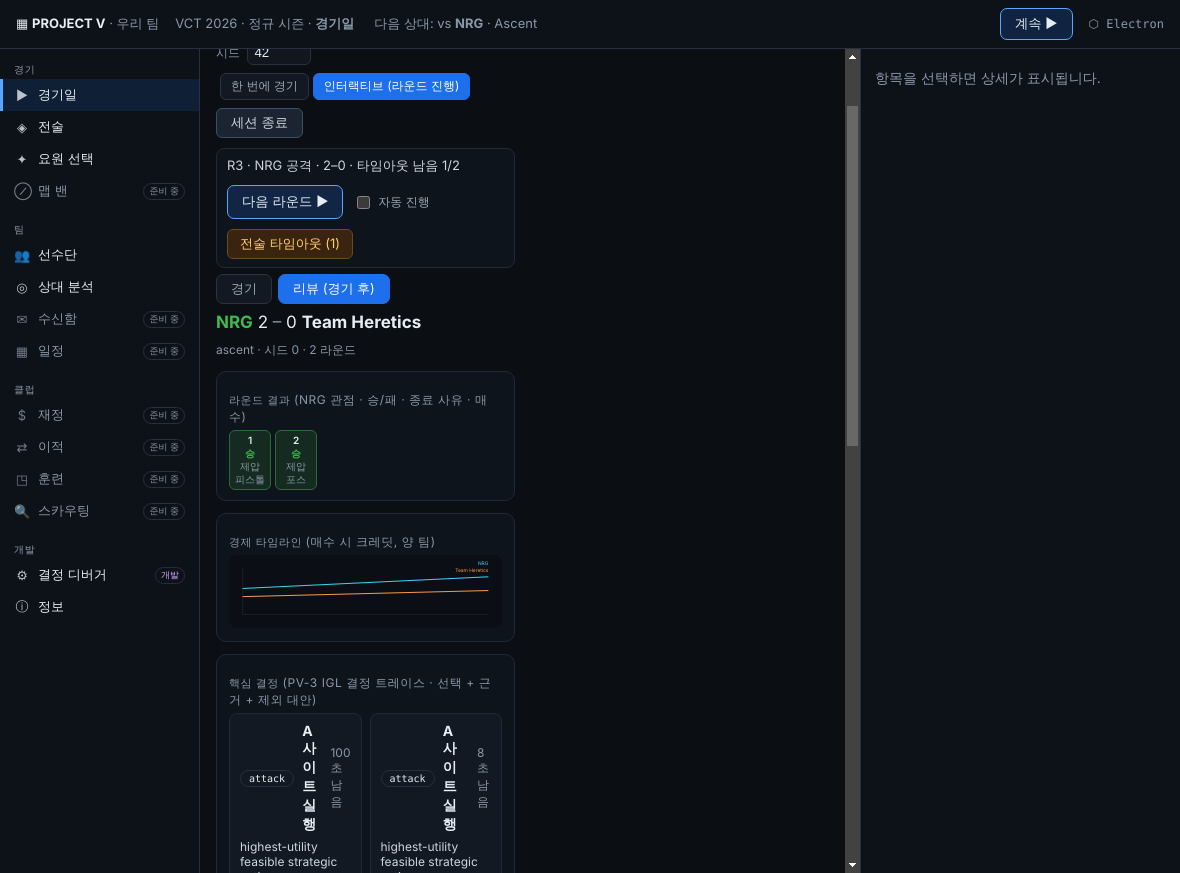 ▦ PROJECT V · 우리 팀 VCT 2026 · 정규 시즌 · 경기일 다음 상대: vs NRG · Ascent 계속 ▶ ⬡ Electron
경기
▶ 경기일
◈ 전술
✦ 요원 선택
맵 밴 준비 중
팀
선수단
◎ 상대 분석
✉ 수신함 준비 중
▦ 일정 준비 중
클럽
$ 재정 준비 중
⇄ 이적 준비 중
◳ 훈련 준비 중
스카우팅 준비 중
개발
⚙ 결정 디버거 개발
ⓘ 정보
시드 42
한 번에 경기 인터랙티브 (라운드 진행)
세션 종료
R3 · NRG 공격 · 2–0 · 타임아웃 남음 1/2
다음 라운드 ▶ 자동 진행
전술 타임아웃 (1)
경기 리뷰 (경기 후)
NRG 2 – 0 Team Heretics
ascent · 시드 0 · 2 라운드
라운드 결과 (NRG 관점 · 승/패 · 종료 사유 · 매
수)
1 2
승 승
제압 제압
피스톨 포스
경제 타임라인 (매수 시 크레딧, 양 팀)
NRG
Team Heretics
핵심 결정 (PV-3 IGL 결정 트레이스 · 선택 + 근
거 + 제외 대안)
attack
A
사
이
트
실
행
100
초
남
음
highest-utility
feasible strategic
attack
A
사
이
트
실
행
8
초
남
음
highest-utility
feasible strategic
항목을 선택하면 상세가 표시됩니다.